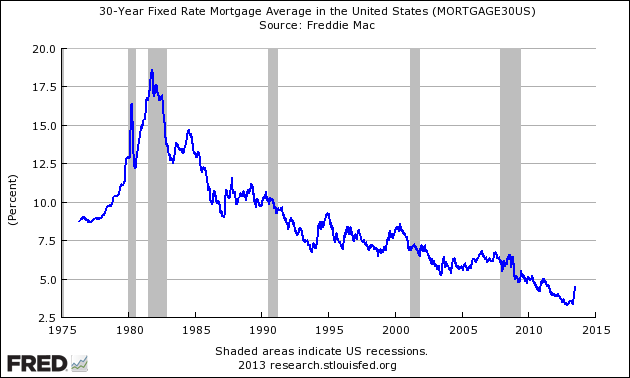 30-Year Fixed Rate Mortgage Average in the United States (MORTGAGE30US)
Source: Freddie Mac
20.0
17.5
15.0
12.5
10.0
7.5
5.0
2.5
(Percent)
1975 1980 1985 1990 1995 2000 2005 2010 2015
Shaded areas indicate US recessions.
FRED
2013 research.stlouisfed.org